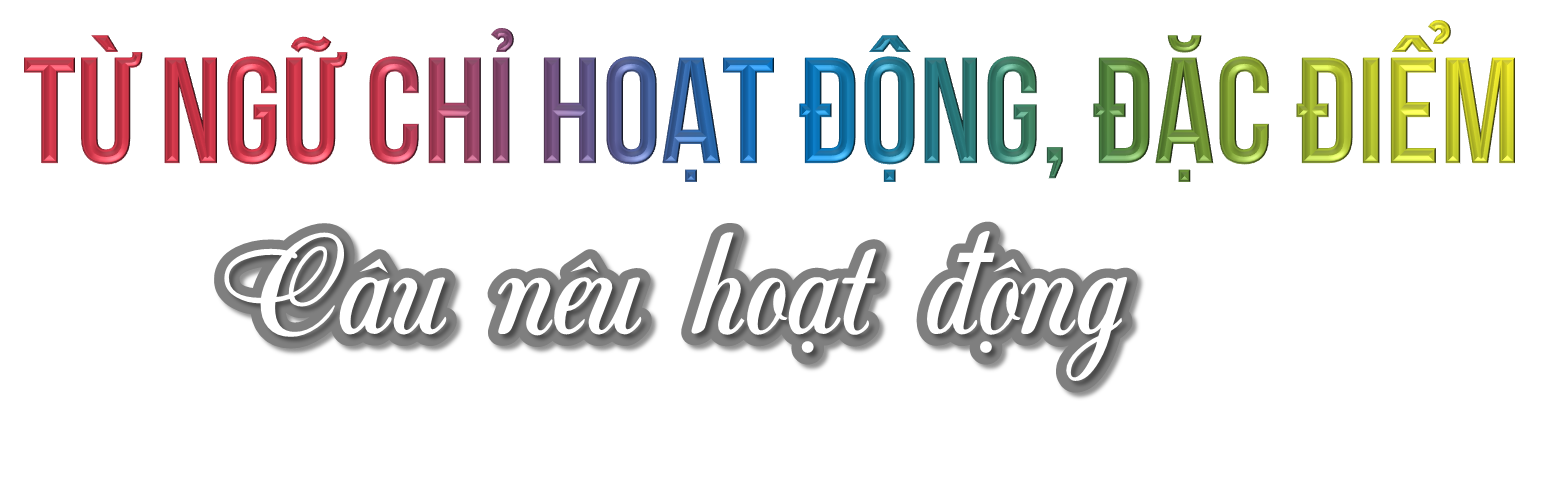 TỪ NGỮ CHỈ HOẠT ĐỘNG, ĐẶC ĐIỂM
Câu nêu hoạt động